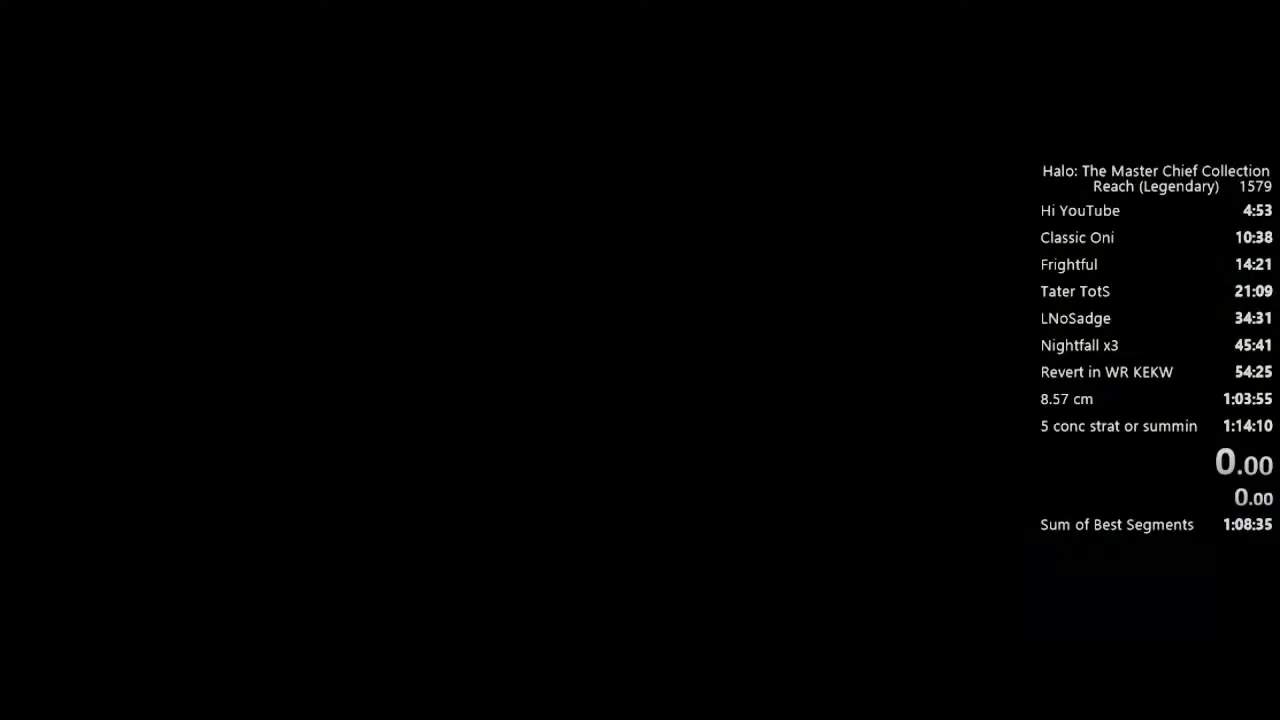 Halo: The Master Chief Collection
Reach (Legendary) 1579
Hi YouTube 4:53
Classic Oni 10:38
Frightful 14:21
Tater TotS 21:09
LNoSadge 34:31
Nightfall x3 45:41
Revert in WR KEKW 54:25
8.57 cm 1:03:55
5 conc strat or summin 1:14:10
0.00
0.00
Sum of Best Segments 1:08:35